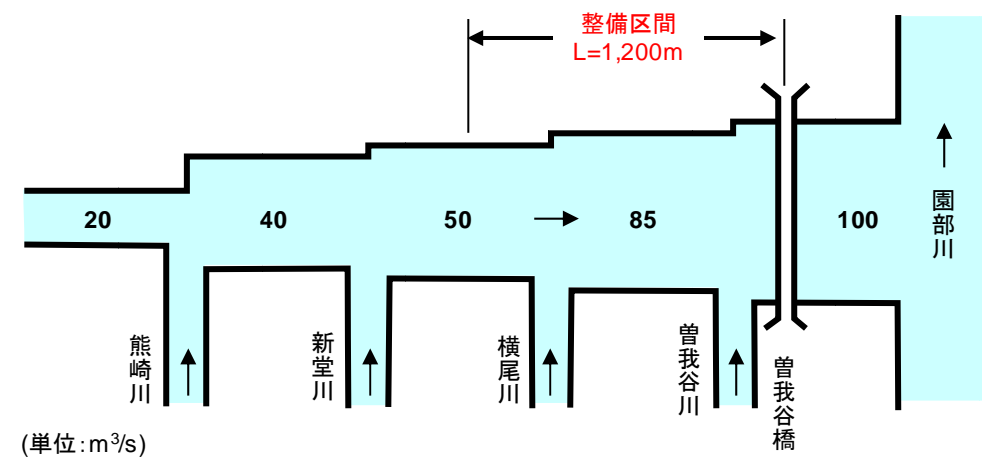 整備区間
L=1,200m
20
40
50
85
100
園部川
熊崎川
新堂川
横尾川
曽我谷川
曽我谷橋
(単位:m³/s)